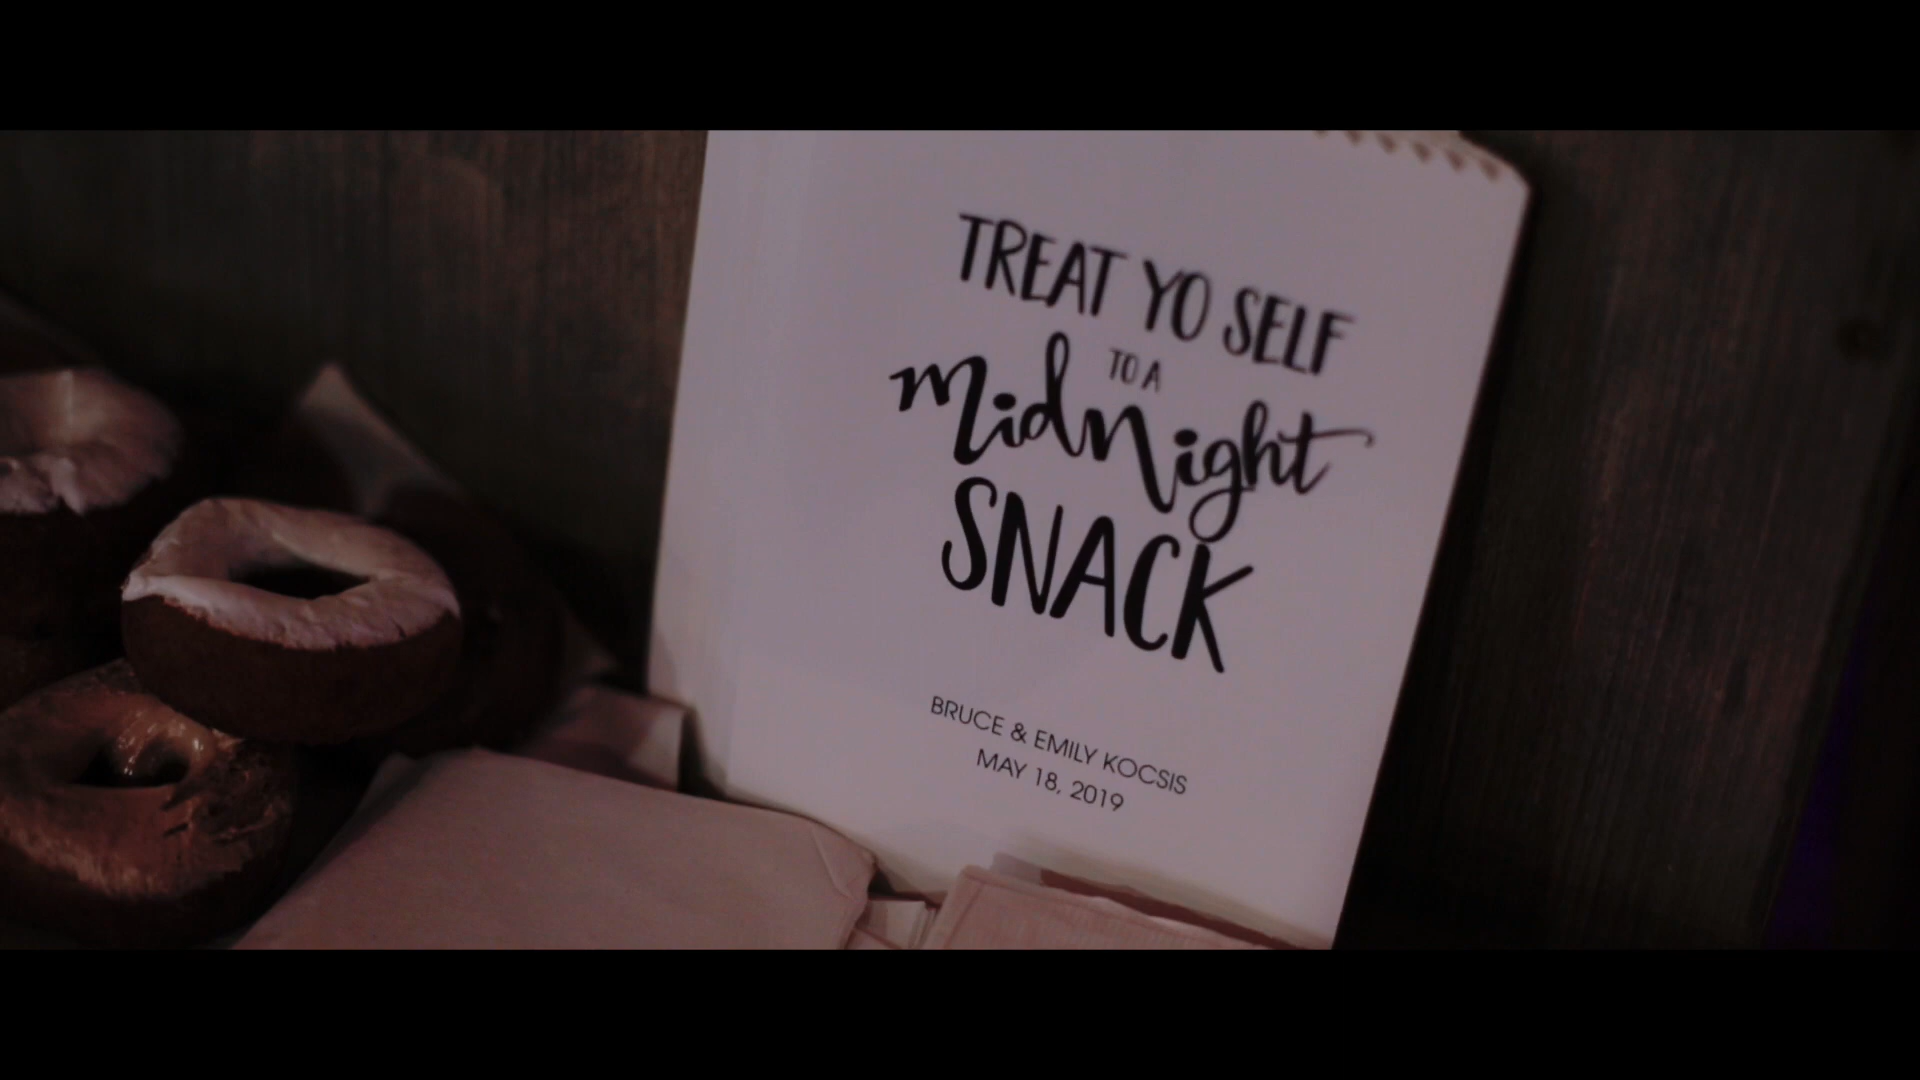 TREAT YO SELF
TO A
midnight
SNACK
BRUCE & EMILY KOCSIS
MAY 18, 2019